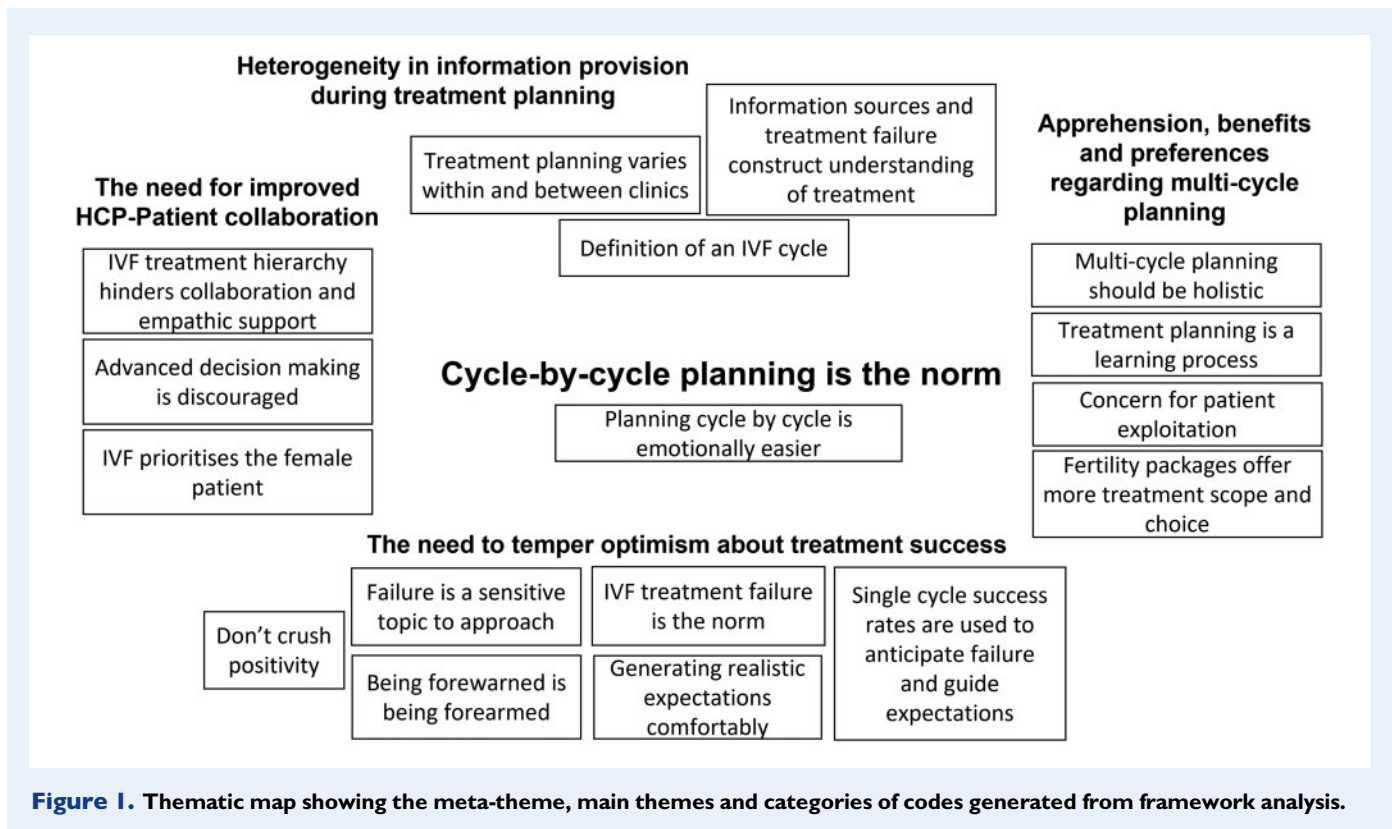 Heterogeneity in information provision
during treatment planning
Treatment planning varies
within and between clinics
Information sources and
treatment failure
construct understanding
of treatment
Definition of an IVF cycle
The need for improved
HCP-Patient collaboration
IVF treatment hierarchy
hinders collaboration and
empathic support
Advanced decision making
is discouraged
IVF prioritises the female
patient
Apprehension, benefits
and preferences
regarding multi-cycle
planning
Multi-cycle planning
should be holistic
Treatment planning is a
learning process
Concern for patient
exploitation
Fertility packages offer
more treatment scope and
choice
Cycle-by-cycle planning is the norm
Planning cycle by cycle is
emotionally easier
The need to temper optimism about treatment success
Don’t crush
positivity
Failure is a sensitive
topic to approach
Being forewarned is
being forearmed
IVF treatment failure
is the norm
Generating realistic
expectations
comfortably
Single cycle success
rates are used to
anticipate failure
and guide
expectations
Figure 1. Thematic map showing the meta-theme, main themes and categories of codes generated from framework analysis.